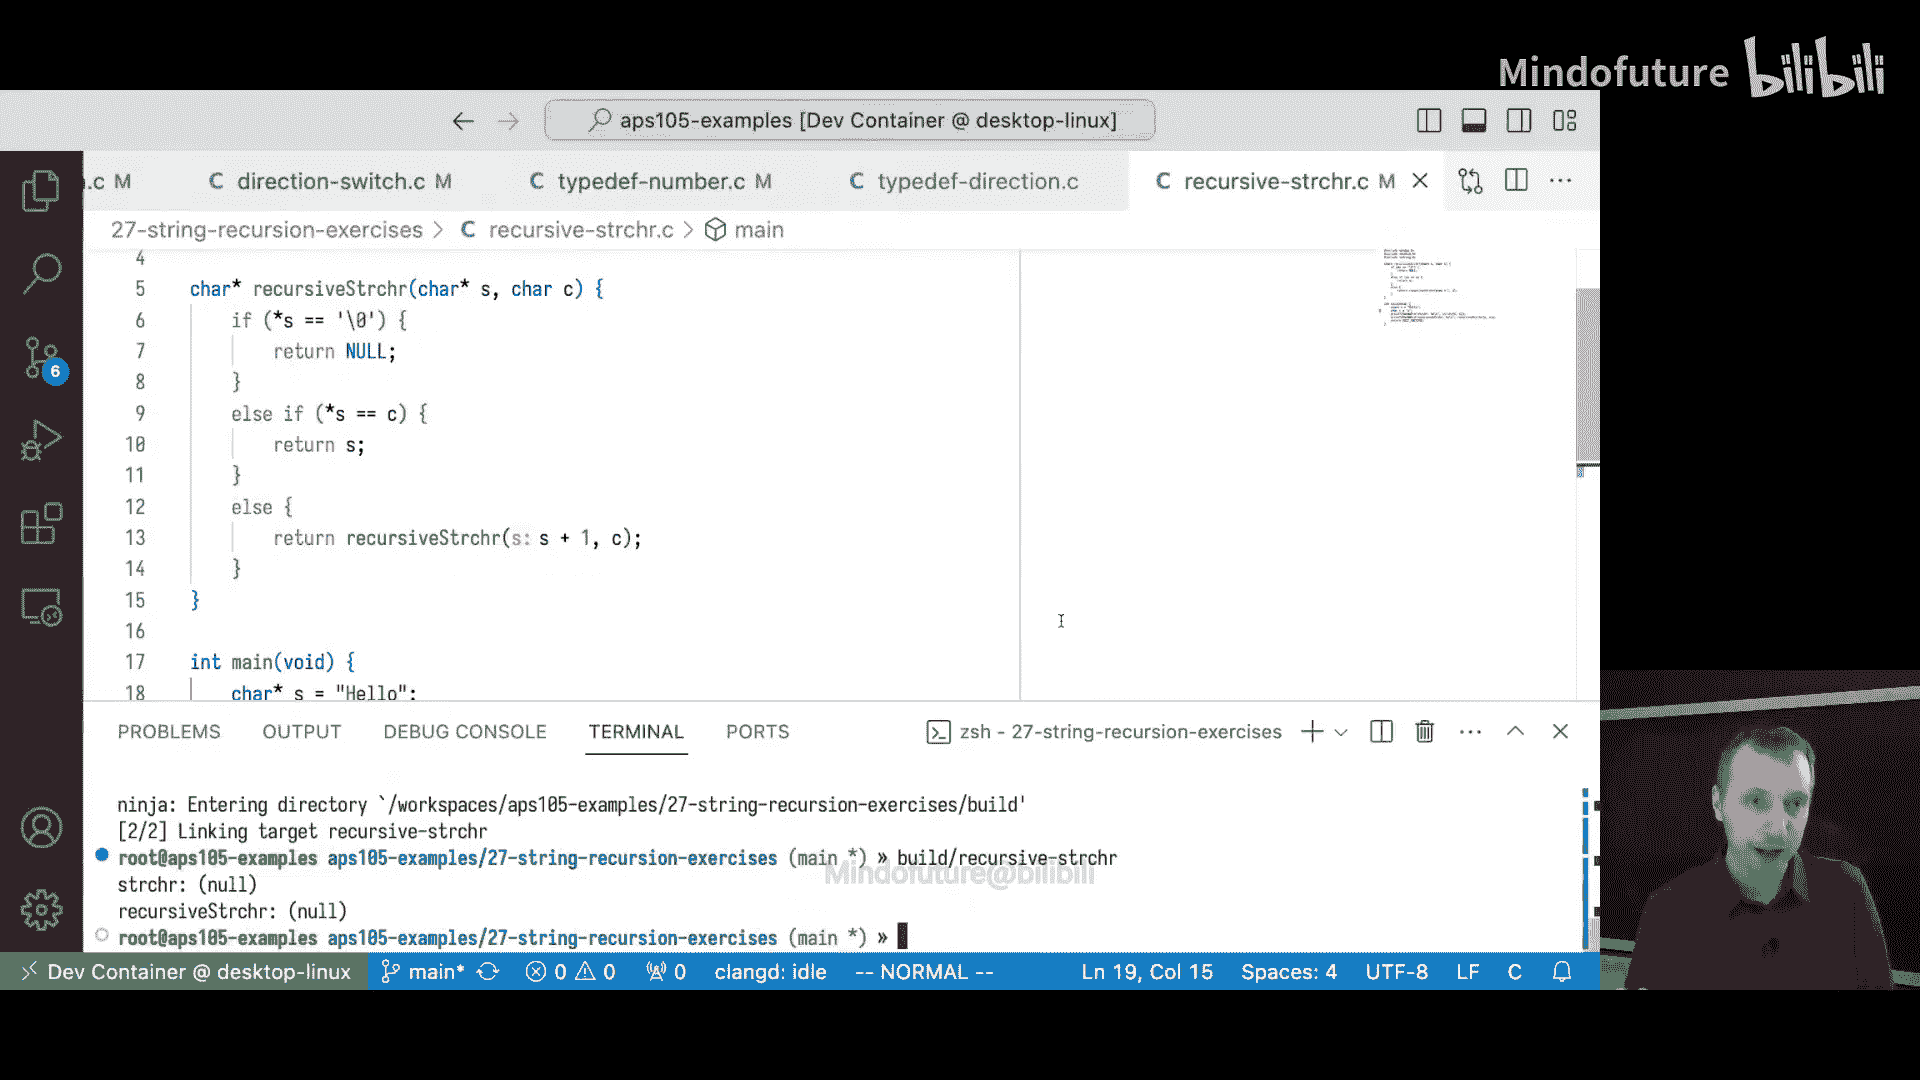 Mindofuture bilibili
aps105-examples [Dev Container @ desktop-linux]
.c M
C direction-switch.c M
C typedef-number.c M
C typedef-direction.c
C recursive-strchr.c M
27-string-recursion-exercises > C recursive-strchr.c > main
4
5 char* recursiveStrchr(char* s, char c) {
6 if (*s == '\0') {
7 return NULL;
8 }
9 else if (*s == c) {
10 return s;
11 }
12 else {
13 return recursiveStrchr(s: s + 1, c);
14 }
15 }
16
17 int main(void) {
18 char* s = "Hello";
6
PROBLEMS OUTPUT DEBUG CONSOLE TERMINAL PORTS zsh - 27-string-recursion-exercises
ninja: Entering directory `/workspaces/aps105-examples/27-string-recursion-exercises/build'
[2/2] Linking target recursive-strchr
root@aps105-examples aps105-examples/27-string-recursion-exercises (main *) » build/recursive-strchr
Mindofuture@bilibili
strchr: (null)
recursiveStrchr: (null)
root@aps105-examples aps105-examples/27-string-recursion-exercises (main *) »
Dev Container @ desktop-linux main* 0 0 0 clangd: idle -- NORMAL -- Ln 19, Col 15 Spaces: 4 UTF-8 LF C